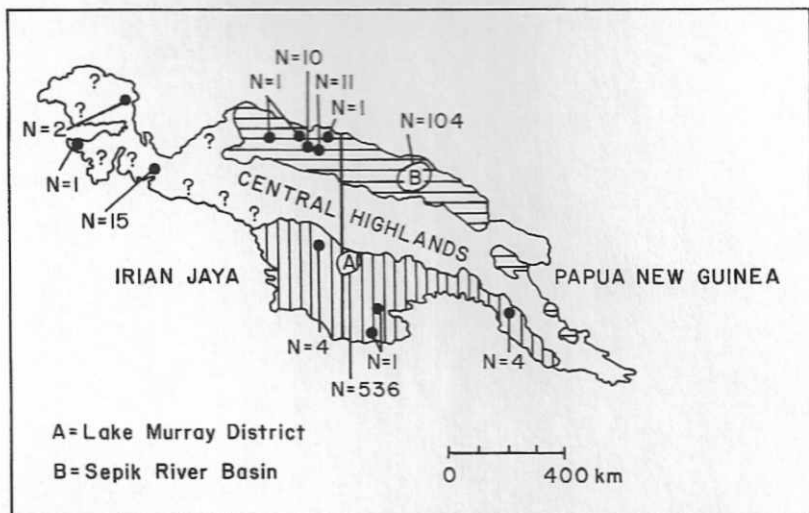 N=10
N=1 N=11
N=1
N=104
?
?
?
N=2
?
?
N=1
?
?
?
?
N=15
B
CENTRAL HIGHLANDS
A
IRIAN JAYA
PAPUA NEW GUINEA
N=4
N=1
N=4
N=536
A=Lake Murray District
B=Sepik River Basin
0 400 km